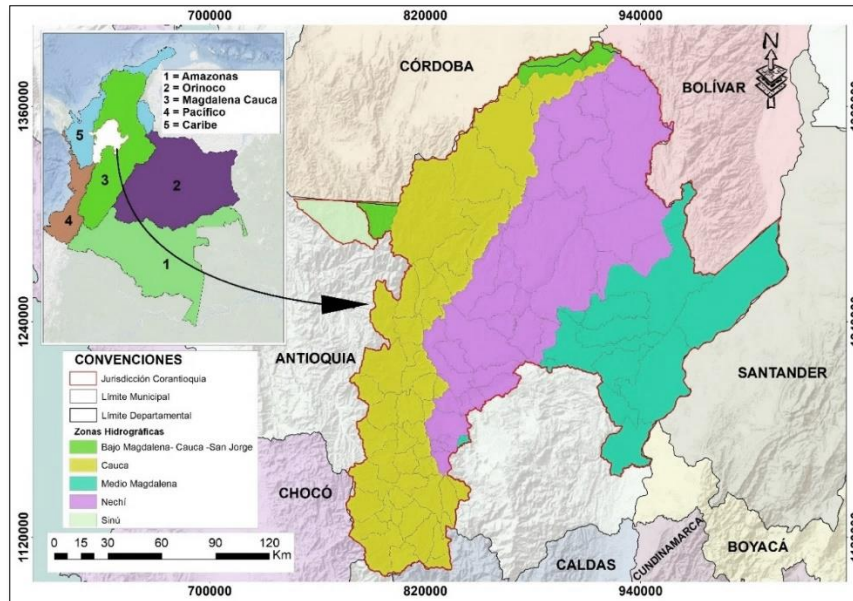 700000 820000 940000
N
CÓRDOBA
BOLÍVAR
1 = Amazonas
2 = Orinoco
3 = Magdalena Cauca
4 = Pacífico
5 = Caribe
5
3
2
4
1
1360000
1240000
1120000
ANTIOQUIA
SANTANDER
CHOCÓ
CALDAS
CUNDINAMARCA
BOYACÁ
CONVENCIONES
Jurisdicción Corantioquia
Límite Municipal
Límite Departamental
Zonas Hidrográficas
Bajo Magdalena- Cauca -San Jorge
Cauca
Medio Magdalena
Nechí
Sinú
0 15 30 60 90 120
Km
700000 820000 940000